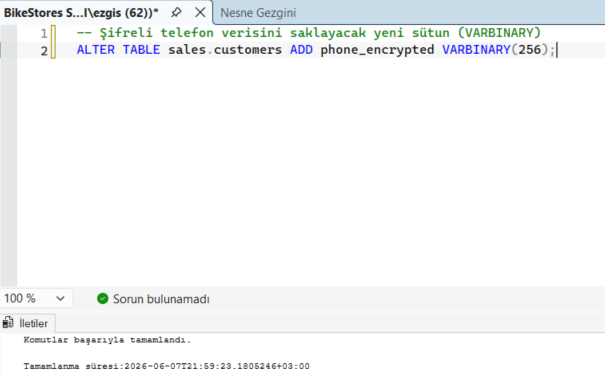 BikeStores S...l\ezgis (62))* Nesne Gezgini
1 -- Şifreli telefon verisini saklayacak yeni sütun (VARBINARY)
2 ALTER TABLE sales.customers ADD phone_encrypted VARBINARY(256);
100 % Sorun bulunamadı
İletiler
Komutlar başarıyla tamamlandı.
Tamamlanma süresi:2026-06-07T21:59:23.1805246+03:00